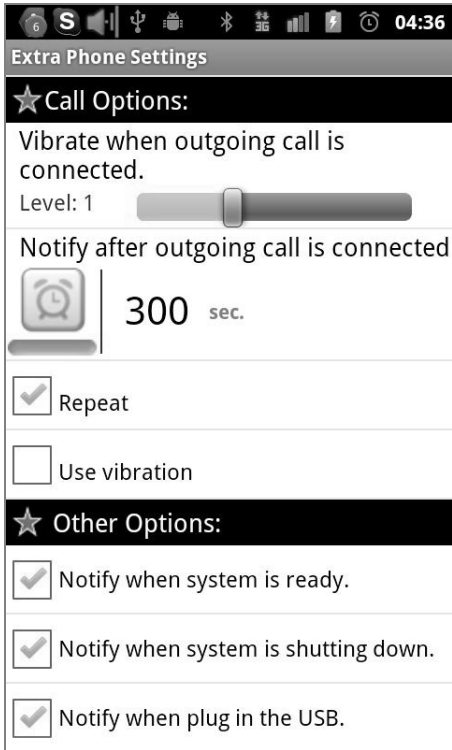 6 S 3G 04:36
Extra Phone Settings
Call Options:
Vibrate when outgoing call is
connected.
Level: 1
Notify after outgoing call is connected
300 sec.
Repeat
Use vibration
Other Options:
Notify when system is ready.
Notify when system is shutting down.
Notify when plug in the USB.